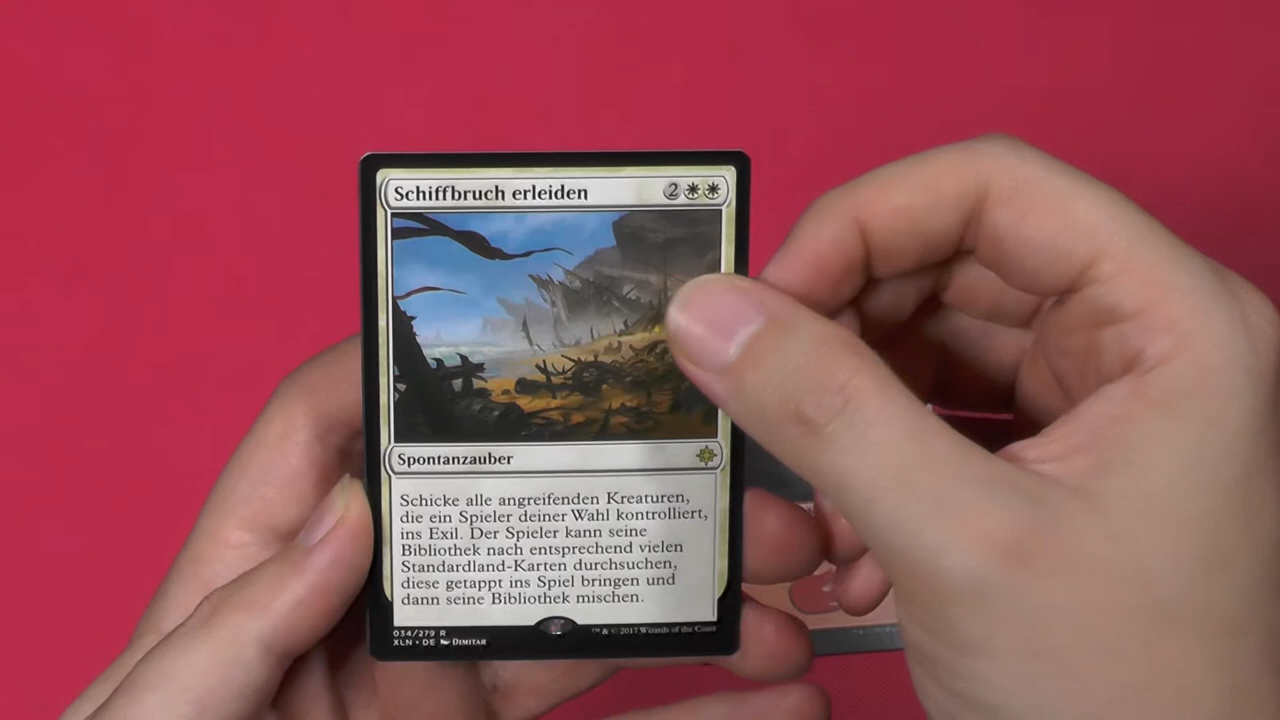 Schiffbruch erleiden 2
Spontanzauber
Schicke alle angreifenden Kreaturen,
die ein Spieler deiner Wahl kontrolliert,
ins Exil. Der Spieler kann seine
Bibliothek nach entsprechend vielen
Standardland-Karten durchsuchen,
diese getappt ins Spiel bringen und
dann seine Bibliothek mischen.
034/279 R
XLN • DE DIMITAR
™ & © 2017 Wizards of the Coast